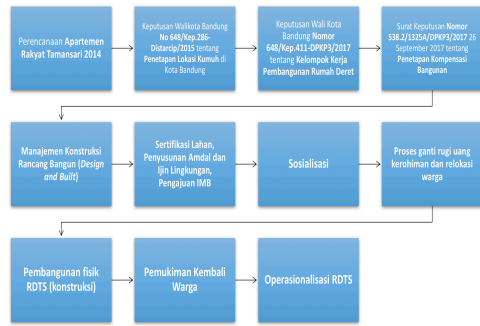 Perencanaan Apartemen
Rakyat Tamansari 2014
Keputusan Walikota Bandung
No 648/Kep.286-
Distarcip/2015 tentang
Penetapan Lokasi Kumuh di
Kota Bandung
Keputusan Wali Kota
Bandung Nomor
648/Kep.411-DPKP3/2017
tentang Kelompok Kerja
Pembangunan Rumah Deret
Surat Keputusan Nomor
538.2/1325A/DPKP3/2017 26
September 2017 tentang
Penetapan Kompensasi
Bangunan
Manajemen Konstruksi
Rancang Bangun (Design
and Built)
Sertifikasi Lahan,
Penyusunan Amdal dan
Ijin Lingkungan,
Pengajuan IMB
Sosialisasi
Proses ganti rugi uang
kerohiman dan relokasi
warga
Pembangunan fisik
RDTS (konstruksi)
Pemukiman Kembali
Warga
Operasionalisasi RDTS